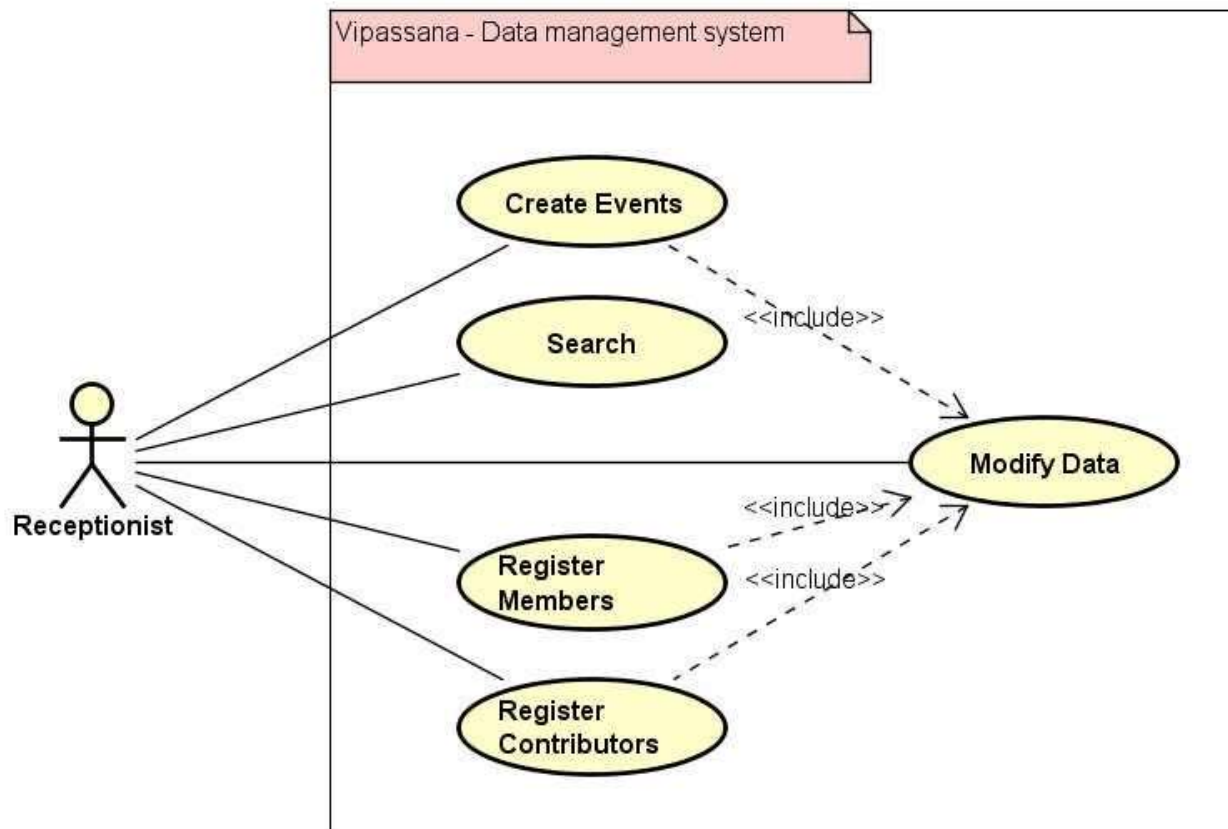 Vipassana - Data management system
Create Events
<<include>>
Search
Modify Data
Receptionist
<<include>>
Register
Members
<<include>>
Register
Contributors